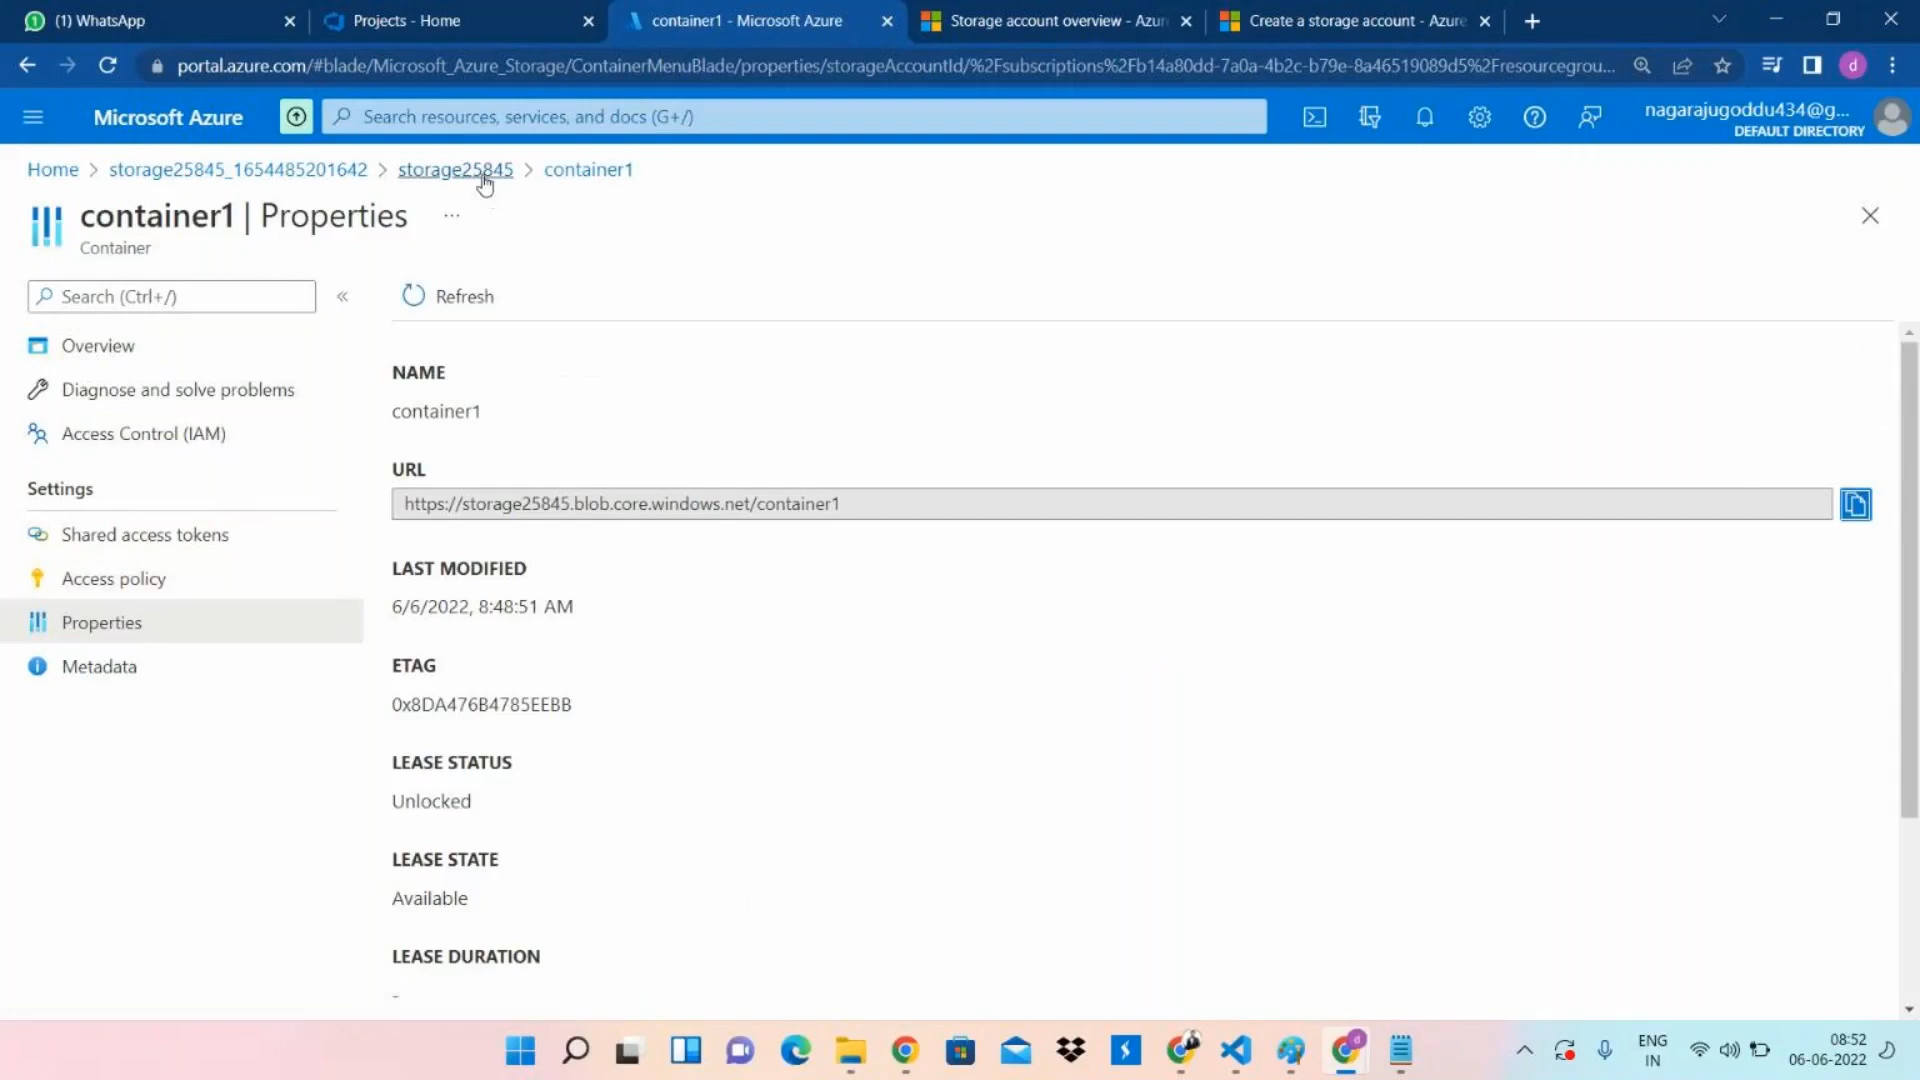 (1) WhatsApp
Projects - Home
container1 - Microsoft Azure
Storage account overview - Azur
Create a storage account - Azure
portal.azure.com/#blade/Microsoft_Azure_Storage/ContainerMenuBlade/properties/storageAccountId/%2Fsubscriptions%2Fb14a80dd-7a0a-4b2c-b79e-8a46519089d5%2Fresourcegrou...
d
Microsoft Azure
Search resources, services, and docs (G+/)
nagarajugoddu434@g...
DEFAULT DIRECTORY
Home > storage25845_1654485201642 > storage25845 > container1
container1 | Properties ...
Container
Search (Ctrl+/)
«
Refresh
Overview
Diagnose and solve problems
Access Control (IAM)
Settings
Shared access tokens
Access policy
Properties
Metadata
NAME
container1
URL
https://storage25845.blob.core.windows.net/container1
LAST MODIFIED
6/6/2022, 8:48:51 AM
ETAG
0x8DA476B4785EEBB
LEASE STATUS
Unlocked
LEASE STATE
Available
LEASE DURATION
-
ENG
IN
08:52
06-06-2022